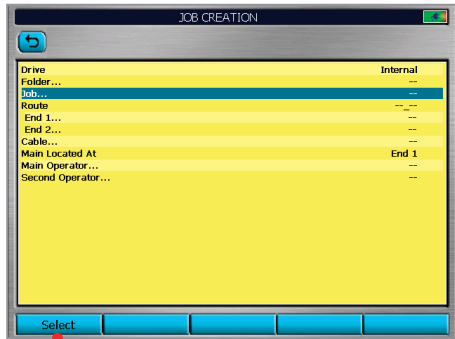 JOB CREATION
Drive Internal
Folder... --
Job... --
Route --_--
End 1... --
End 2... --
Cable... --
Main Located At End 1
Main Operator... --
Second Operator... --
Select